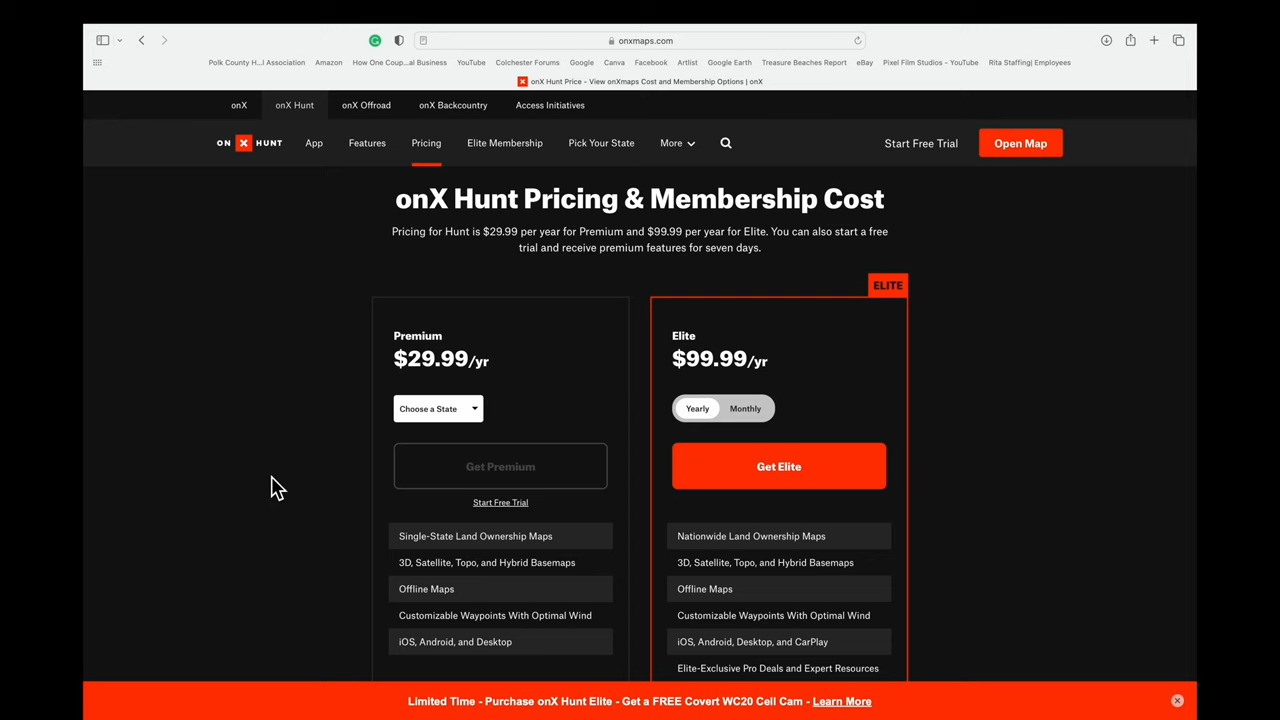 onxmaps.com
Polk County H...l Association Amazon How One Coup...al Business YouTube Colchester Forums Google Canva Facebook Artlist Google Earth Treasure Beaches Report eBay Pixel Film Studios - YouTube Rita Staffing| Employees
onX Hunt Price - View onXmaps Cost and Membership Options | onX
onX onX Hunt onX Offroad onX Backcountry Access Initiatives
ON X HUNT App Features Pricing Elite Membership Pick Your State More Start Free Trial Open Map
onX Hunt Pricing & Membership Cost
Pricing for Hunt is $29.99 per year for Premium and $99.99 per year for Elite. You can also start a free
trial and receive premium features for seven days.
ELITE
Premium
$29.99/yr
Choose a State
Get Premium
Start Free Trial
Single-State Land Ownership Maps
3D, Satellite, Topo, and Hybrid Basemaps
Offline Maps
Customizable Waypoints With Optimal Wind
iOS, Android, and Desktop
Elite
$99.99/yr
Yearly Monthly
Get Elite
Nationwide Land Ownership Maps
3D, Satellite, Topo, and Hybrid Basemaps
Offline Maps
Customizable Waypoints With Optimal Wind
iOS, Android, Desktop, and CarPlay
Elite-Exclusive Pro Deals and Expert Resources
Limited Time - Purchase onX Hunt Elite - Get a FREE Covert WC20 Cell Cam - Learn More